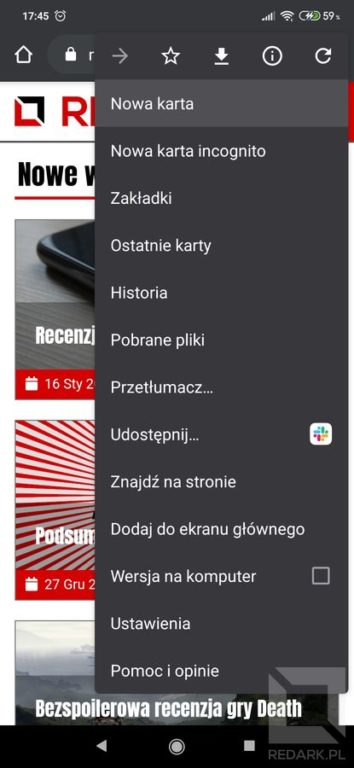 17:45
59%
RE
Nowe w
Nowa karta
Nowa karta incognito
Zakładki
Ostatnie karty
Historia
Pobrane pliki
Recenzj
Przetłumacz...
16 Sty 2
Udostępnij...
Znajdź na stronie
Dodaj do ekranu głównego
Podsum
Wersja na komputer
27 Gru 2
Ustawienia
Pomoc i opinie
Bezspoilerowa recenzja gry Death
REDARK.PL